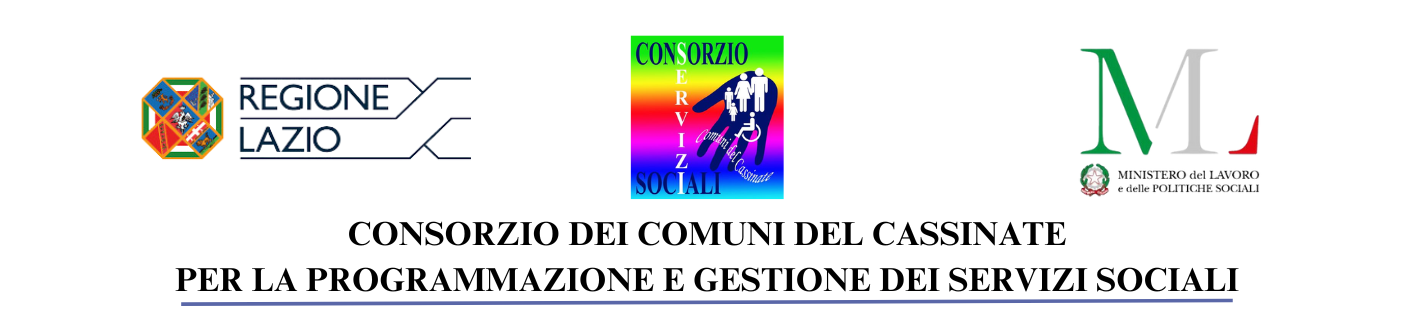 REGIONE
LAZIO
CONSORZIO
SERVIZI
SOCIALI
Comuni del Cassinate
ML
MINISTERO del LAVORO
e delle POLITICHE SOCIALI
CONSORZIO DEI COMUNI DEL CASSINATE
PER LA PROGRAMMAZIONE E GESTIONE DEI SERVIZI SOCIALI